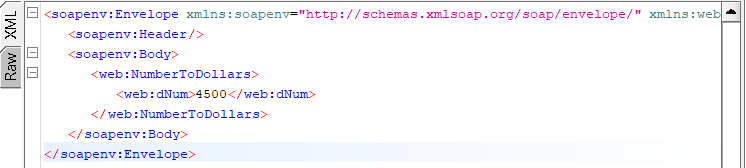 XML
Raw
<soapenv:Envelope xmlns:soapenv="http://schemas.xmlsoap.org/soap/envelope/" xmlns:web
<soapenv:Header/>
<soapenv:Body>
<web:NumberToDollars>
<web:dNum>4500</web:dNum>
</web:NumberToDollars>
</soapenv:Body>
</soapenv:Envelope>